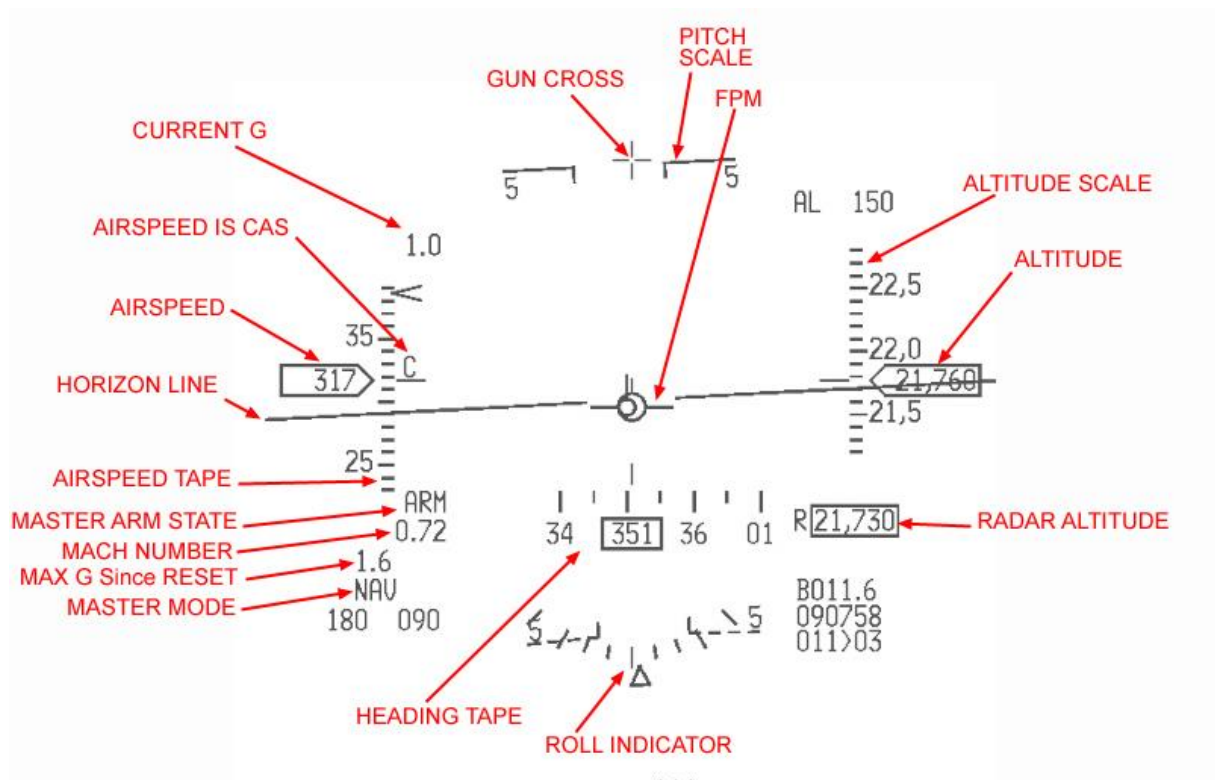 PITCH
SCALE
GUN CROSS
FPM
CURRENT G
5
5
AL 150
ALTITUDE SCALE
AIRSPEED IS CAS
1.0
ALTITUDE
22,5
AIRSPEED
35
C
22,0
317
21,760
HORIZON LINE
21,5
25
AIRSPEED TAPE
ARM
MASTER ARM STATE
0.72
34 351 36 01
R 21,730
RADAR ALTITUDE
MACH NUMBER
1.6
MAX G Since RESET
NAV
MASTER MODE
180 090
5
5
B011.6
090758
011>03
HEADING TAPE
ROLL INDICATOR